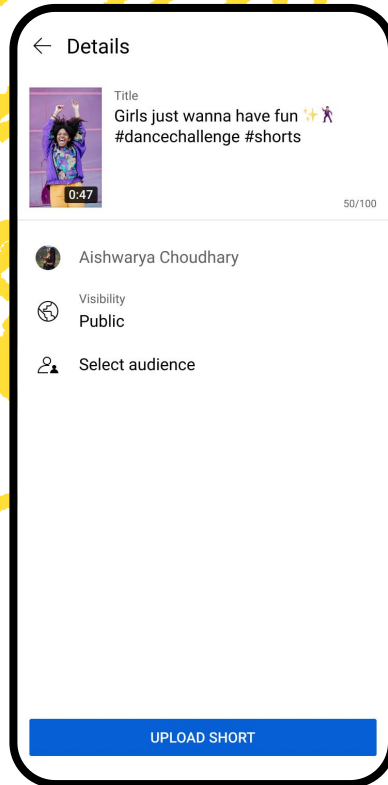 Details
Title
Girls just wanna have fun ✨🕺
#dancechallenge #shorts
0:47
50/100
Aishwarya Choudhary
Visibility
Public
Select audience
UPLOAD SHORT